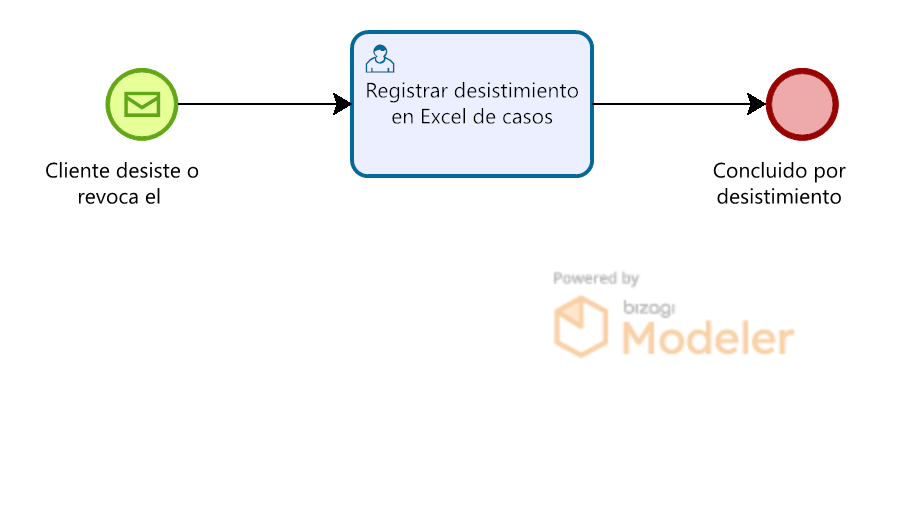 Registrar desistimiento
en Excel de casos
Cliente desiste o
revoca el
Concluido por
desistimiento
Powered by
bizagi
Modeler